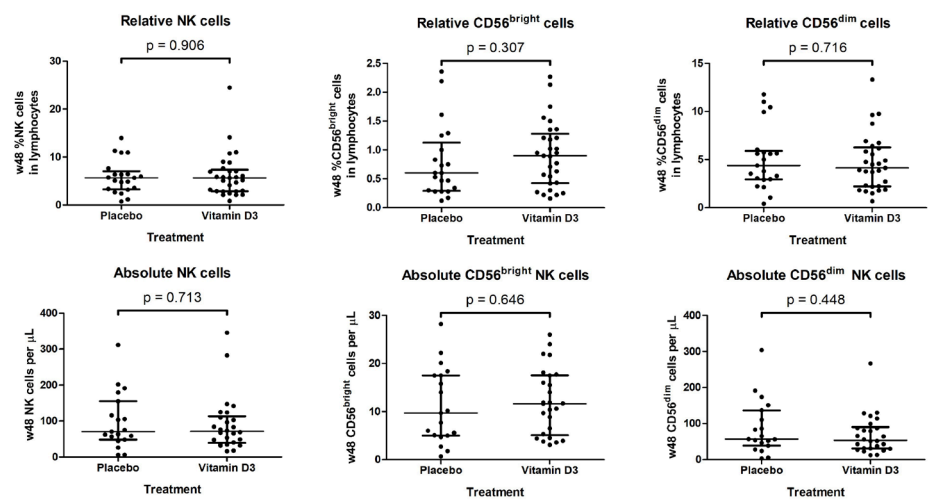 Relative NK cells
p = 0.906
w48 %NK cells
in lymphocytes
30
20
10
0
Placebo
Vitamin D3
Treatment
Relative CD56bright cells
p = 0.307
w48 %CD56bright cells
in lymphocytes
2.5
2.0
1.5
1.0
0.5
0.0
Placebo
Vitamin D3
Treatment
Relative CD56dim cells
p = 0.716
w48 %CD56dim cells
in lymphocytes
15
10
5
0
Placebo
Vitamin D3
Treatment
Absolute NK cells
p = 0.713
w48 NK cells per μL
400
300
200
100
0
Placebo
Vitamin D3
Treatment
Absolute CD56bright NK cells
p = 0.646
w48 CD56bright cells per μL
30
20
10
0
Placebo
Vitamin D3
Treatment
Absolute CD56dim NK cells
p = 0.448
w48 CD56dim cells per μL
400
300
200
100
0
Placebo
Vitamin D3
Treatment